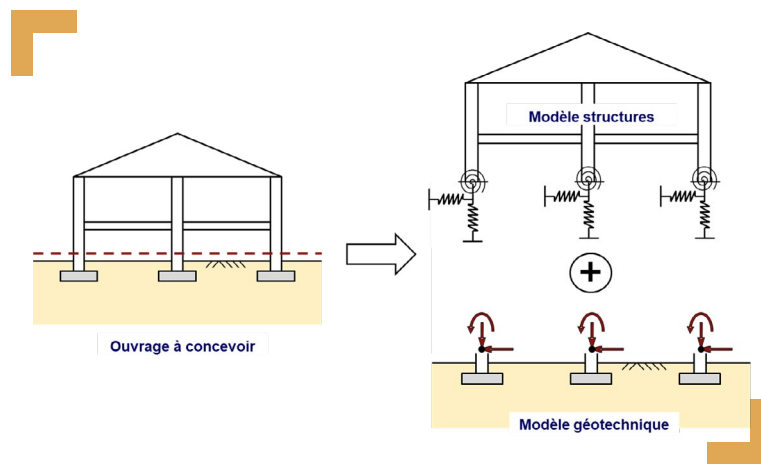 Modèle structures
Ouvrage à concevoir
Modèle géotechnique